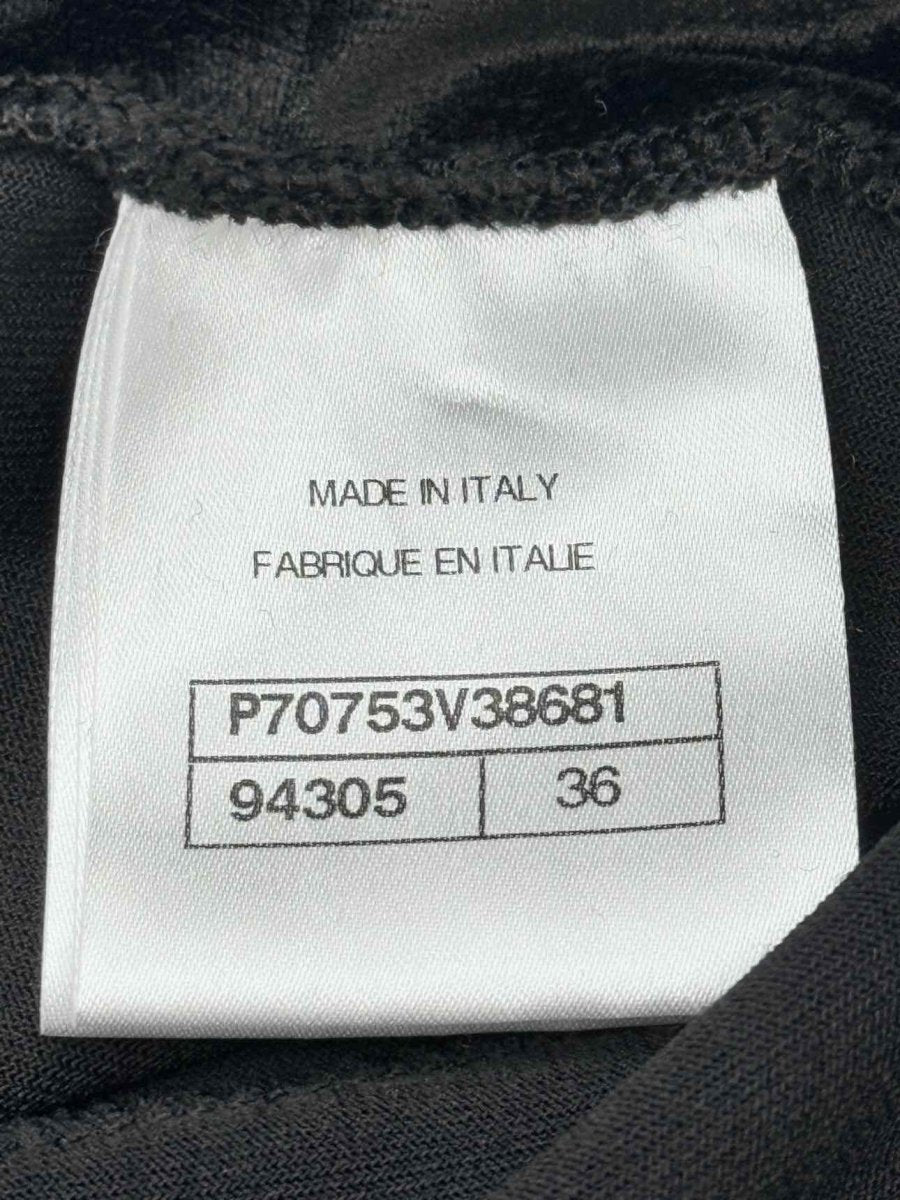 MADE IN ITALY
FABRIQUE EN ITALIE
P70753V38681
94305 36